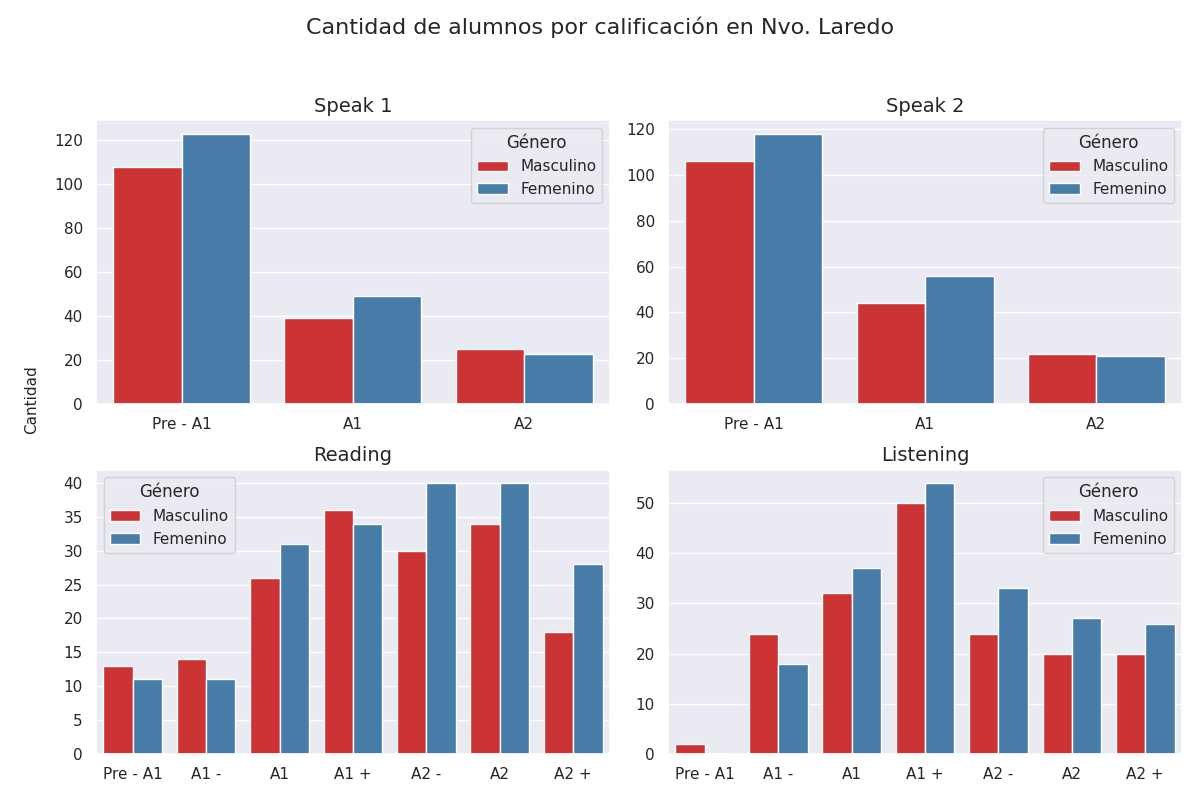 Cantidad de alumnos por calificación en Nvo. Laredo
Speak 1
Género
Masculino
Femenino
120
100
80
60
40
20
0
Pre - A1 A1 A2
Speak 2
Género
Masculino
Femenino
120
100
80
60
40
20
0
Pre - A1 A1 A2
Cantidad
Reading
Género
Masculino
Femenino
40
35
30
25
20
15
10
5
0
Pre - A1 A1 - A1 A1 + A2 - A2 A2 +
Listening
Género
Masculino
Femenino
50
40
30
20
10
0
Pre - A1 A1 - A1 A1 + A2 - A2 A2 +